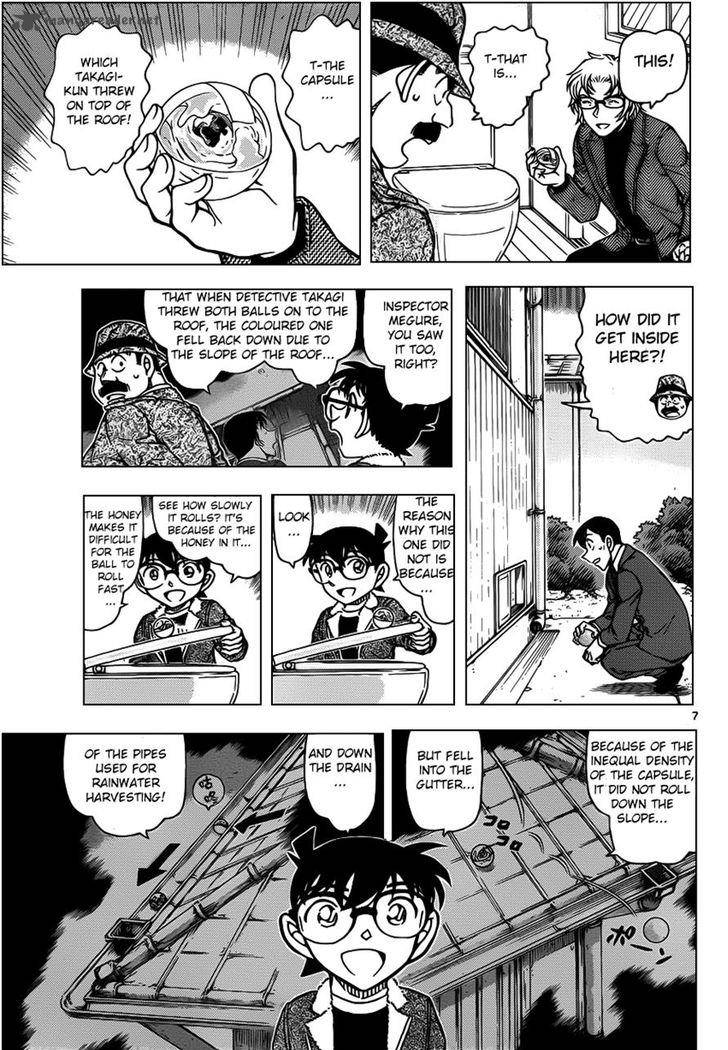 THIS!
T-THAT
IS...
T-THE
CAPSULE
...
WHICH
TAKAGI-
KUN THREW
ON TOP OF
THE ROOF!
HOW DID IT
GET INSIDE
HERE?!
INSPECTOR
MEGURE,
YOU SAW
IT TOO,
RIGHT?
THAT WHEN DETECTIVE TAKAGI
THREW BOTH BALLS ON TO THE
ROOF, THE COLOURED ONE
FELL BACK DOWN DUE TO
THE SLOPE OF THE ROOF...
THE
REASON
WHY THIS
ONE DID
NOT IS
BECAUSE
...
LOOK
...
SEE HOW SLOWLY
IT ROLLS? IT'S
BECAUSE OF THE
HONEY IN IT...
THE HONEY
MAKES IT
DIFFICULT
FOR THE
BALL TO
ROLL
FAST
...
7
BECAUSE OF THE
INEQUAL DENSITY
OF THE CAPSULE,
IT DID NOT ROLL
DOWN THE
SLOPE...
BUT FELL
INTO THE
GUTTER...
コロ
コロ
AND DOWN
THE DRAIN
...
OF THE PIPES
USED FOR
RAINWATER
HARVESTING!